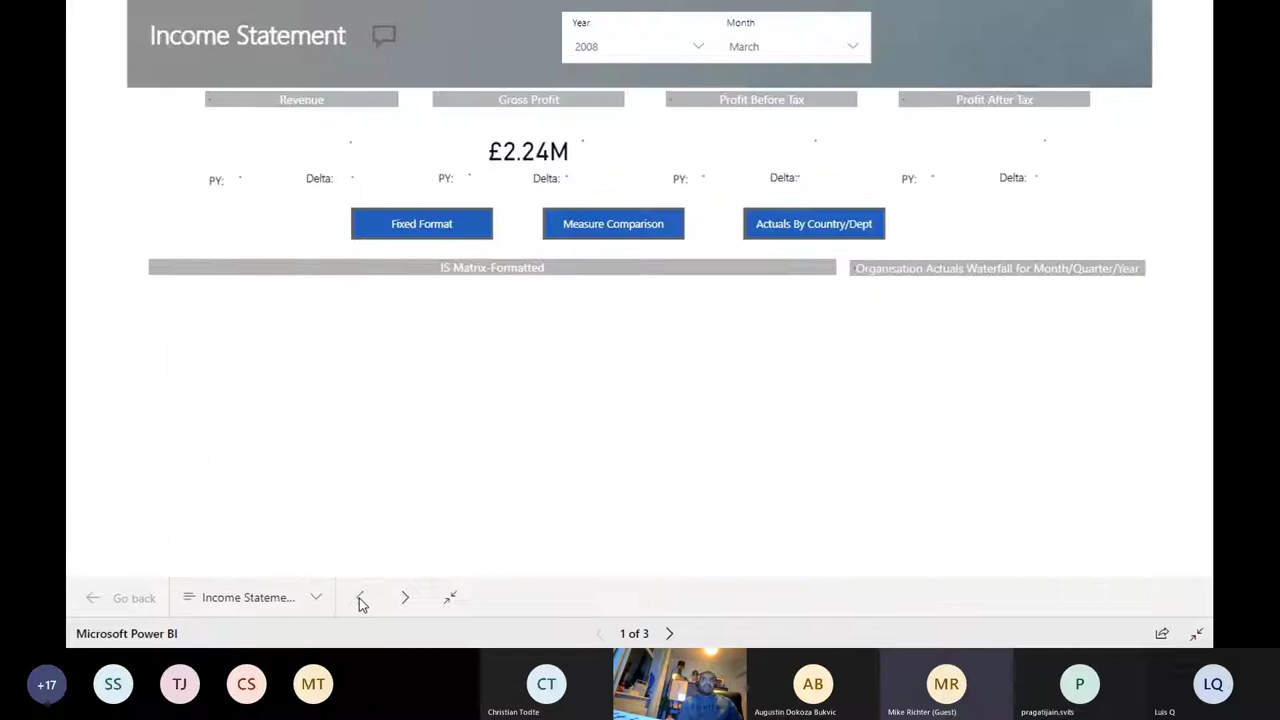 Income Statement
Year
Month
2008
March
Revenue
Gross Profit
Profit Before Tax
Profit After Tax
£2.24M
PY:
Delta:
PY:
Delta:
PY:
Delta:
PY:
Delta:
Fixed Format
Measure Comparison
Actuals By Country/Dept
IS Matrix-Formatted
Organisation Actuals Waterfall for Month/Quarter/Year
Go back
Income Stateme...
Microsoft Power BI
1 of 3
+17
SS
TJ
CS
MT
CT
AB
MR
P
LQ
Christian Todte
Augustin Dokoza Bukvic
Mike Richter (Guest)
pragatijain.svits
Luis Q